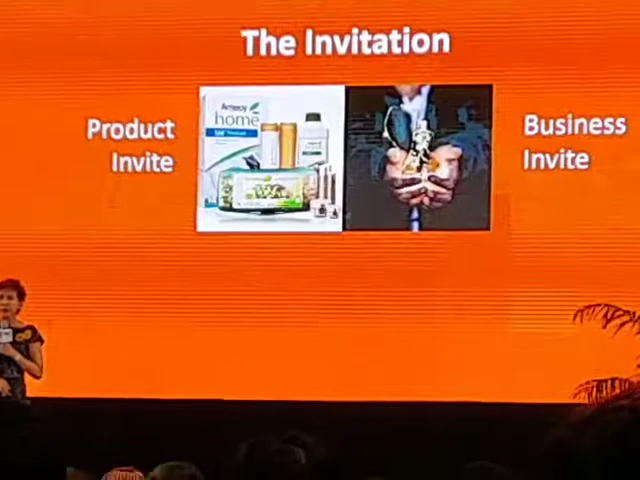 The Invitation
Product
Invite
Business
Invite
Amway
home